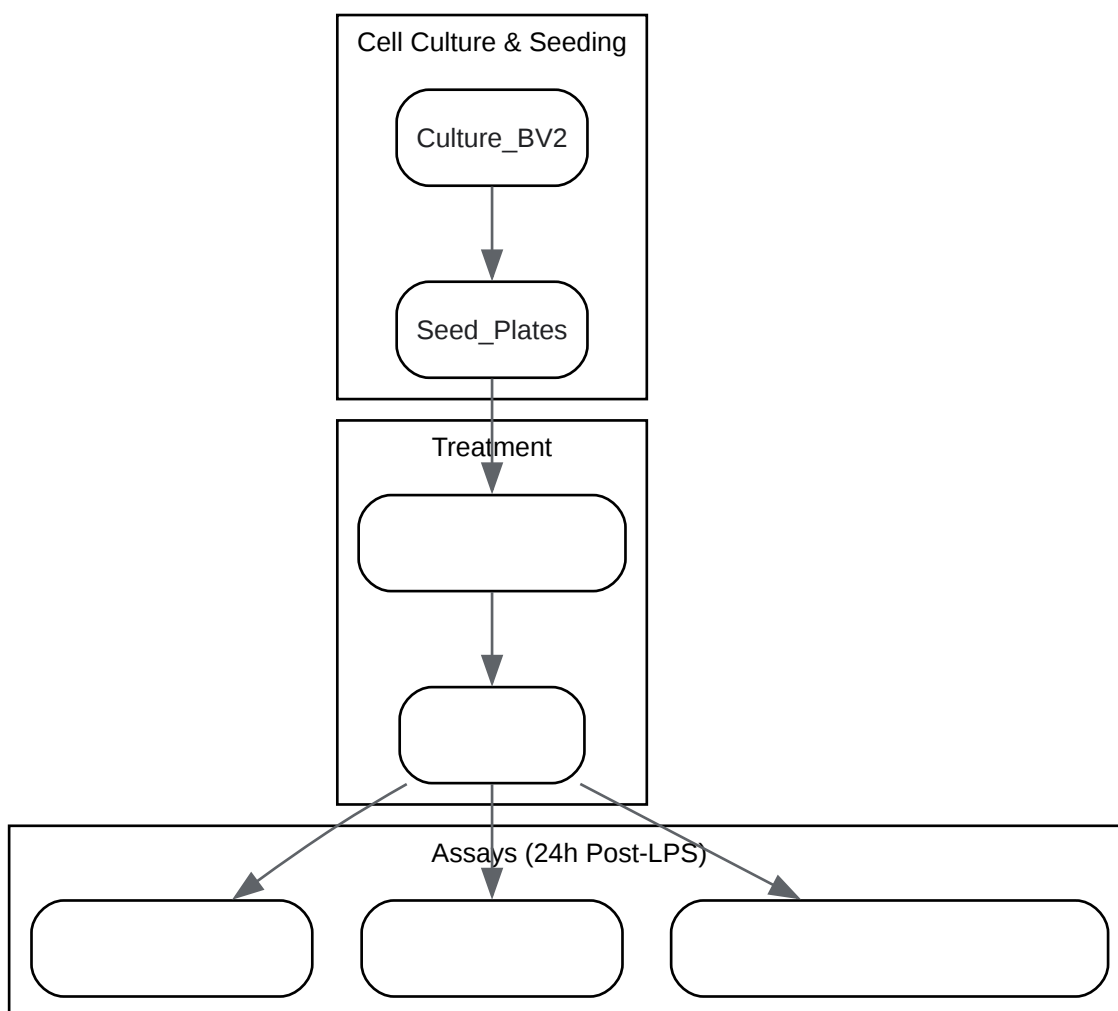 Cell Culture & Seeding
Culture_BV2
Seed_Plates
Treatment
Assays (24h Post-LPS)